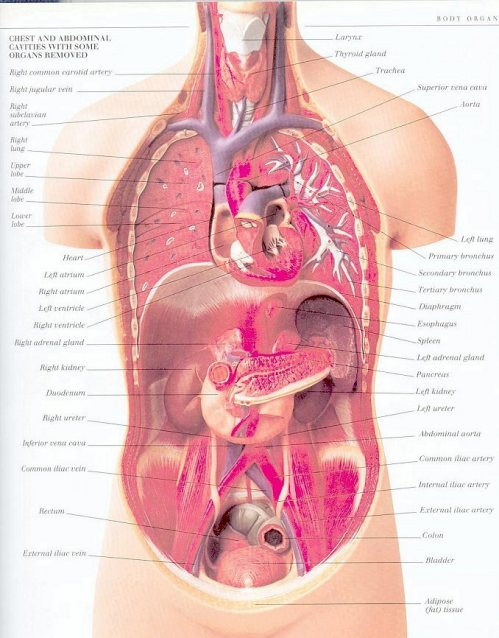 BODY ORGAN
CHEST AND ABDOMINAL
CAVITIES WITH SOME
ORGANS REMOVED
Right common carotid artery
Right jugular vein
Right
subclavian
artery
Right
lung
Upper
lobe
Middle
lobe
Lower
lobe
Heart
Left atrium
Right atrium
Left ventricle
Right ventricle
Right adrenal gland
Right kidney
Duodenum
Right ureter
Inferior vena cava
Common iliac vein
Rectum
External iliac vein
Larynx
Thyroid gland
Trachea
Superior vena cava
Aorta
Left lung
Primary bronchus
Secondary bronchus
Tertiary bronchus
Diaphragm
Esophagus
Spleen
Left adrenal gland
Pancreas
Left kidney
Left ureter
Abdominal aorta
Common iliac artery
Internal iliac artery
External iliac artery
Colon
Bladder
Adipose
(fat) tissue